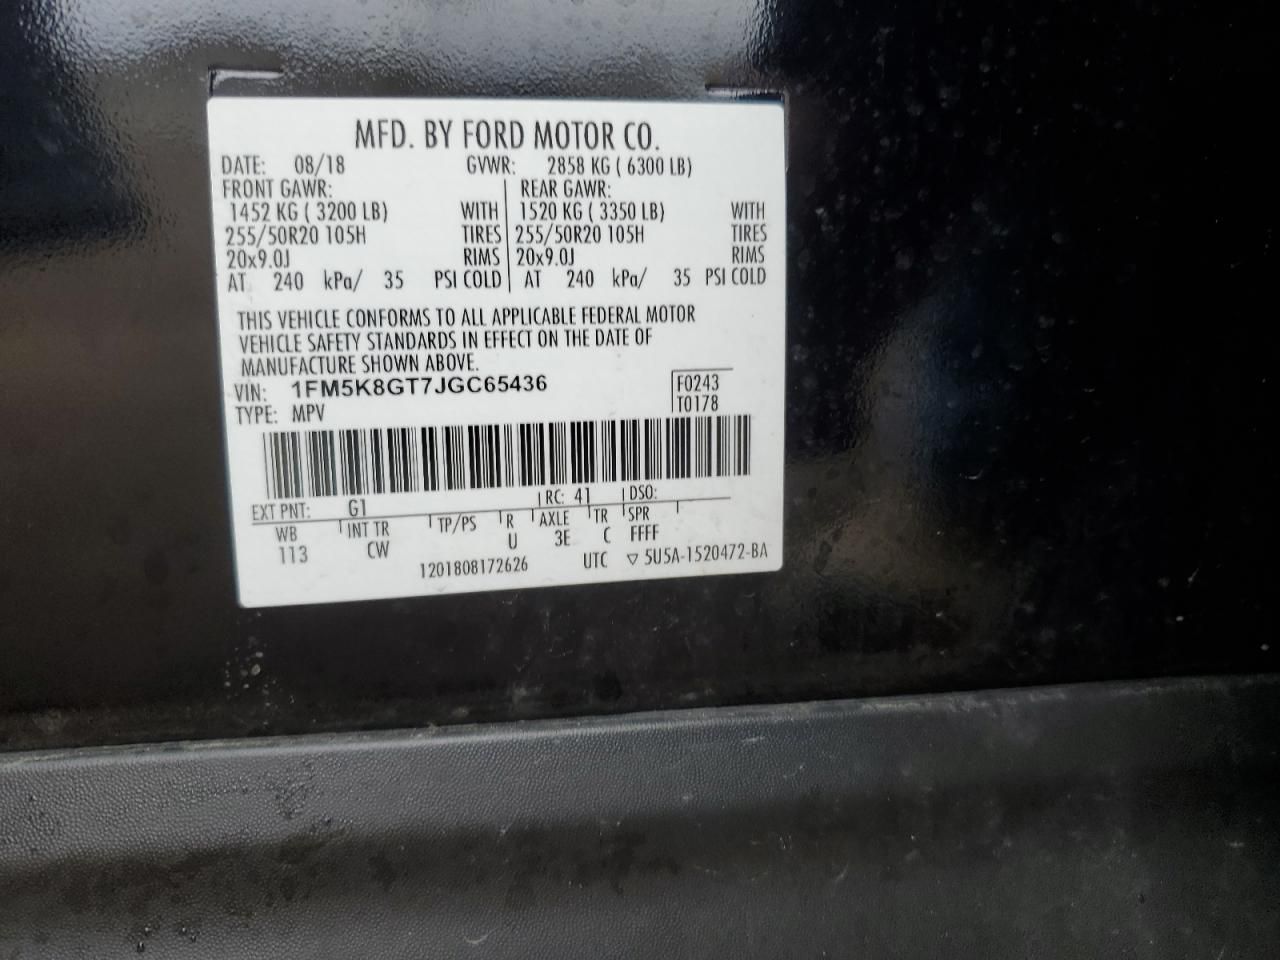 MFD. BY FORD MOTOR CO.
DATE: 08/18 GVWR: 2858 KG ( 6300 LB)
FRONT GAWR: REAR GAWR:
1452 KG ( 3200 LB) WITH 1520 KG ( 3350 LB) WITH
255/50R20 105H TIRES 255/50R20 105H TIRES
20x9.0J RIMS 20x9.0J RIMS
AT 240 kPa/ 35 PSI COLD AT 240 kPa/ 35 PSI COLD
THIS VEHICLE CONFORMS TO ALL APPLICABLE FEDERAL MOTOR
VEHICLE SAFETY STANDARDS IN EFFECT ON THE DATE OF
MANUFACTURE SHOWN ABOVE.
VIN: 1FM5K8GT7JGC65436 F0243
TYPE: MPV T0178
EXT PNT: G1 RC: 41 DSO:
WB INT TR TP/PS R AXLE TR SPR
113 CW U 3E C FFFF
1201808172626 UTC ▽ 5U5A-1520472-BA